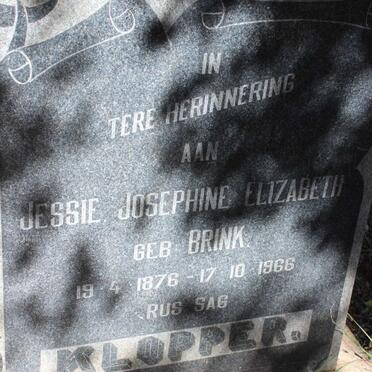 IN
TERE HERINNERING
AAN
JESSIE JOSEPHINE ELIZABETH
GEB BRINK.
19-4-1876 - 17-10-1966
RUS SAG
KLOPPER.